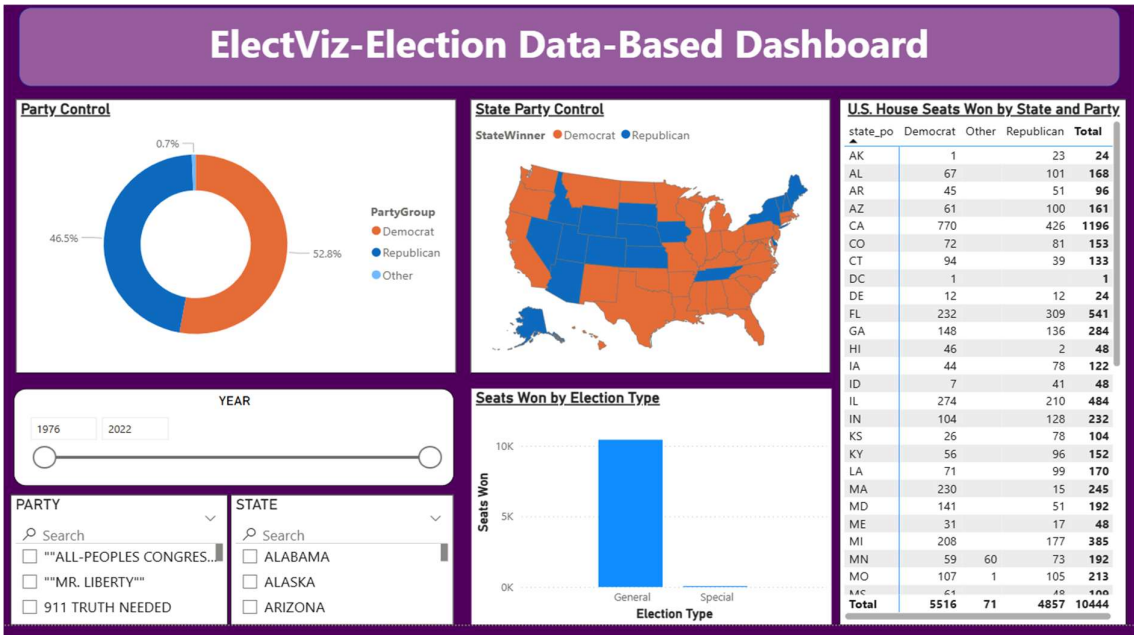 ElectViz-Election Data-Based Dashboard
Party Control
0.7%
46.5%
52.8%
PartyGroup
Democrat
Republican
Other
State Party Control
StateWinner Democrat Republican
U.S. House Seats Won by State and Party
state_po Democrat Other Republican Total
AK 1 23 24
AL 67 101 168
AR 45 51 96
AZ 61 100 161
CA 770 426 1196
CO 72 81 153
CT 94 39 133
DC 1 1
DE 12 12 24
FL 232 309 541
GA 148 136 284
HI 46 2 48
IA 44 78 122
ID 7 41 48
IL 274 210 484
IN 104 128 232
KS 26 78 104
KY 56 96 152
LA 71 99 170
MA 230 15 245
MD 141 51 192
ME 31 17 48
MI 208 177 385
MN 59 60 73 192
MO 107 1 105 213
MS 61 48 109
Total 5516 71 4857 10444
YEAR
1976 2022
PARTY
Search
""ALL-PEOPLES CONGRES...
""MR. LIBERTY""
911 TRUTH NEEDED
STATE
Search
ALABAMA
ALASKA
ARIZONA
Seats Won by Election Type
Seats Won
10K
5K
0K
General Special
Election Type